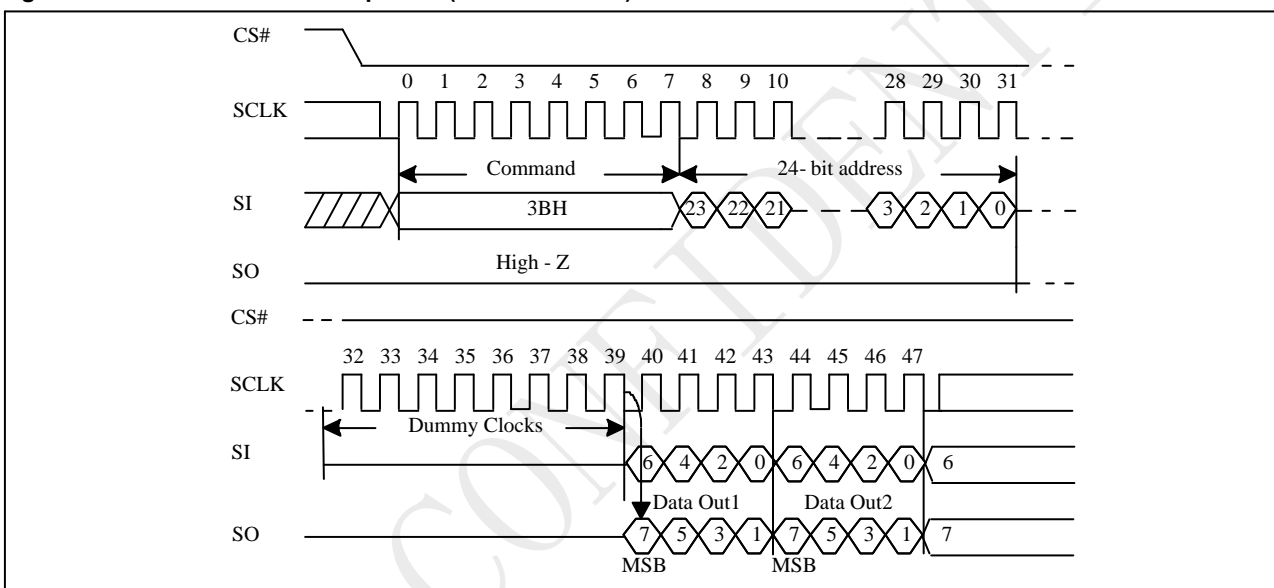 CS#
0 1 2 3 4 5 6 7 8 9 10 28 29 30 31
SCLK
Command 24- bit address
SI 3BH 23 22 21 3 2 1 0
High - Z
SO
CS#
32 33 34 35 36 37 38 39 40 41 42 43 44 45 46 47
SCLK
Dummy Clocks
SI 6 4 2 0 6 4 2 0 6
Data Out1 Data Out2
SO 7 5 3 1 7 5 3 1 7
MSB MSB
CONFIDENT